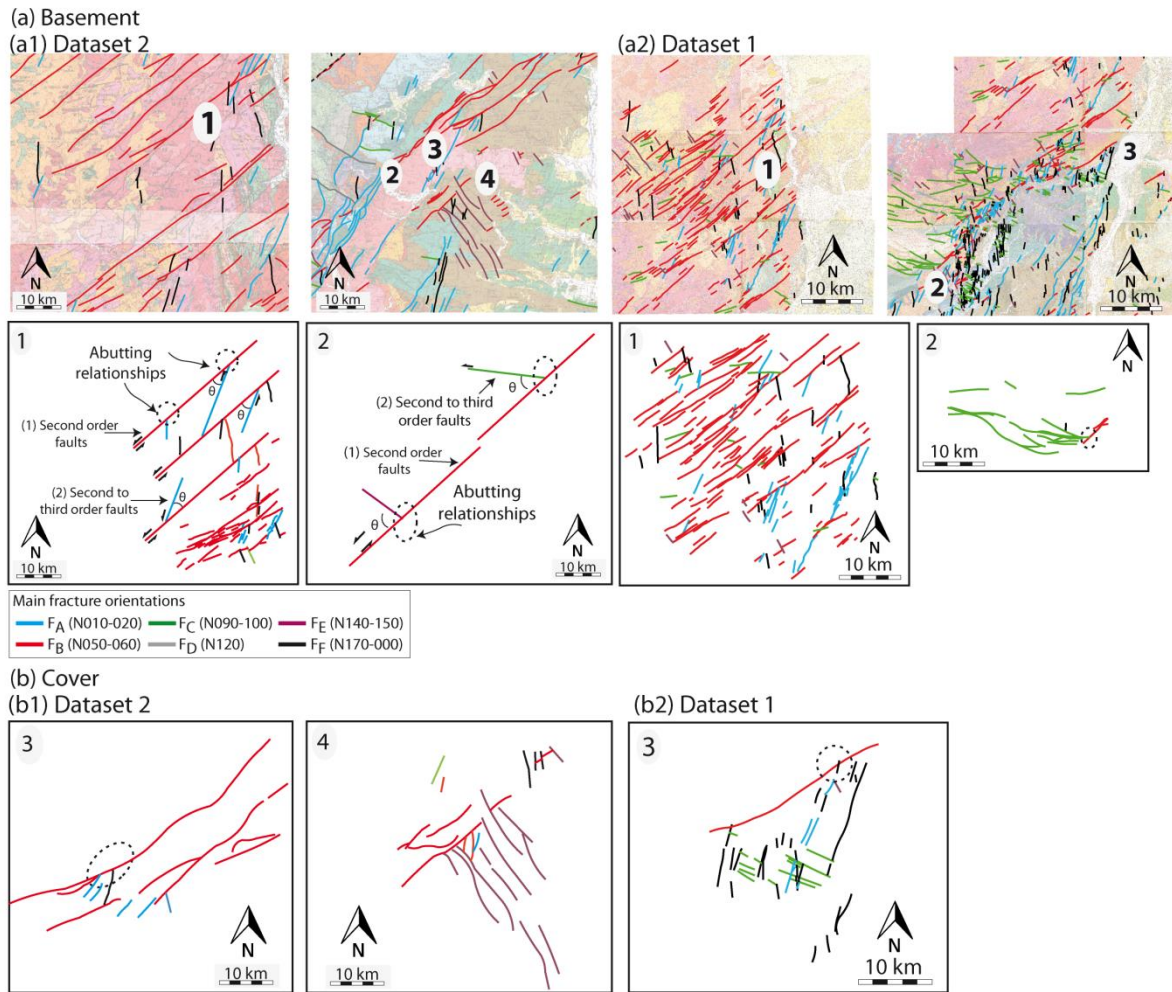 (a) Basement
(a1) Dataset 2
(a2) Dataset 1
1
N
10 km
2
3
4
N
10 km
1
N
10 km
2
3
N
10 km
1
Abutting
relationships
θ
θ
(1) Second order
faults
(2) Second to
third order faults
θ
N
10 km
2
θ
(2) Second to third order
faults
(1) Second order
faults
Abutting
relationships
θ
N
10 km
1
N
10 km
2
N
10 km
Main fracture orientations
FA (N010-020) FC (N090-100) FE (N140-150)
FB (N050-060) FD (N120) FF (N170-000)
(b) Cover
(b1) Dataset 2
(b2) Dataset 1
3
N
10 km
4
N
10 km
3
N
10 km